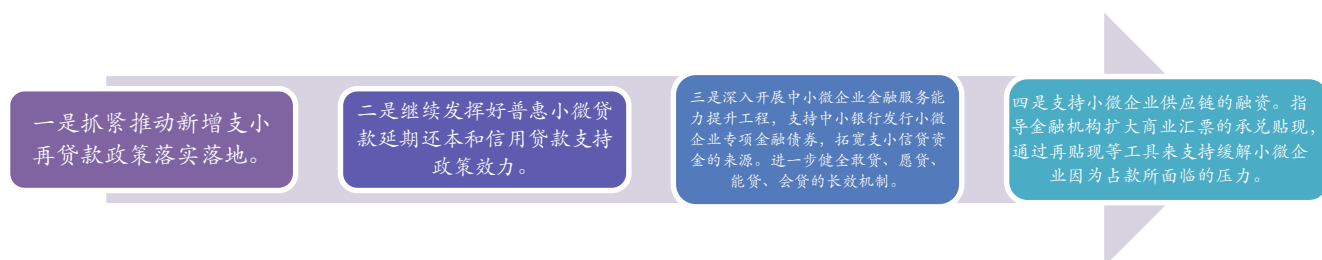 一是抓紧推动新增支小
再贷款政策落实落地。
二是继续发挥好普惠小微贷
款延期还本和信用贷款支持
政策效力。
三是深入开展中小微企业金融服务能
力提升工程，支持中小银行发行小微
企业专项金融债券，拓宽支小信贷资
金的来源。进一步健全敢贷、愿贷、
能贷、会贷的长效机制。
四是支持小微企业供应链的融资。指
导金融机构扩大商业汇票的承兑贴现，
通过再贴现等工具来支持缓解小微企
业因为占款所面临的压力。